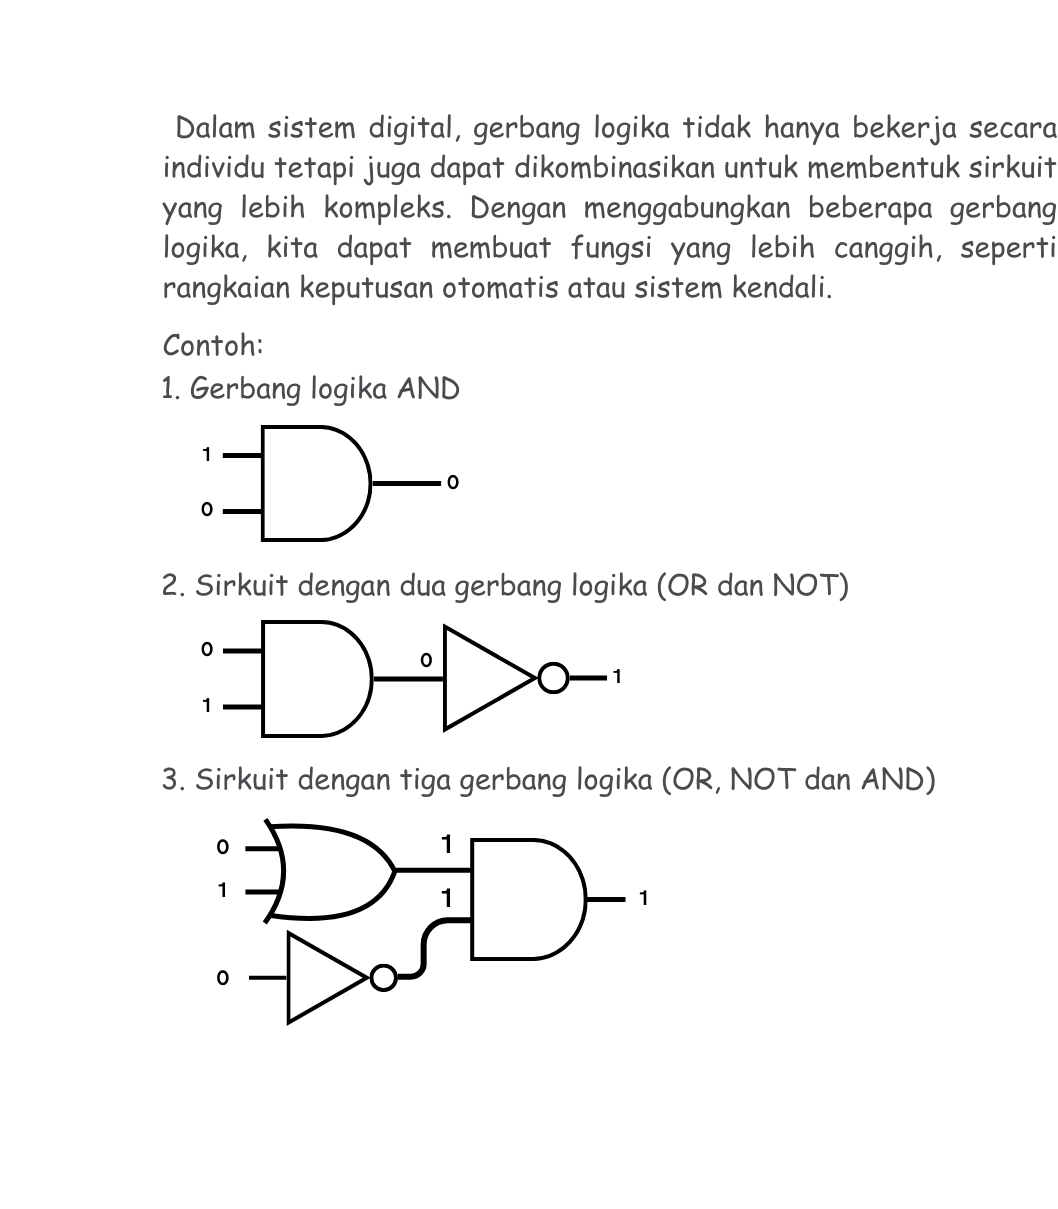 Dalam sistem digital, gerbang logika tidak hanya bekerja secara
individu tetapi juga dapat dikombinasikan untuk membentuk sirkuit
yang lebih kompleks. Dengan menggabungkan beberapa gerbang
logika, kita dapat membuat fungsi yang lebih canggih, seperti
rangkaian keputusan otomatis atau sistem kendali.
Contoh:
1. Gerbang logika AND
1
0
0
2. Sirkuit dengan dua gerbang logika (OR dan NOT)
0
0
1
1
3. Sirkuit dengan tiga gerbang logika (OR, NOT dan AND)
0
1
1
1
1
0